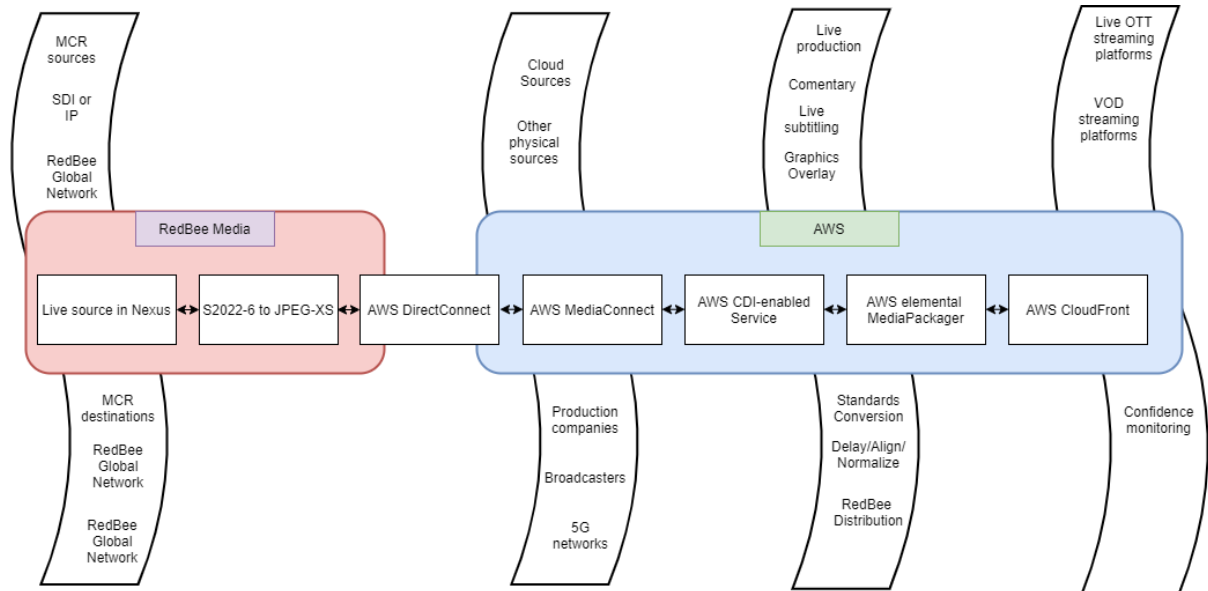 MCR
sources
SDI or
IP
RedBee
Global
Network
Cloud
Sources
Other
physical
sources
Live
production
Comentary
Live
subtitling
Graphics
Overlay
Live OTT
streaming
platforms
VOD
streaming
platforms
RedBee Media
AWS
Live source in Nexus
S2022-6 to JPEG-XS
AWS DirectConnect
AWS MediaConnect
AWS CDI-enabled
Service
AWS elemental
MediaPackager
AWS CloudFront
MCR
destinations
RedBee
Global
Network
RedBee
Global
Network
Production
companies
Broadcasters
5G
networks
Standards
Conversion
Delay/Align/
Normalize
RedBee
Distribution
Confidence
monitoring